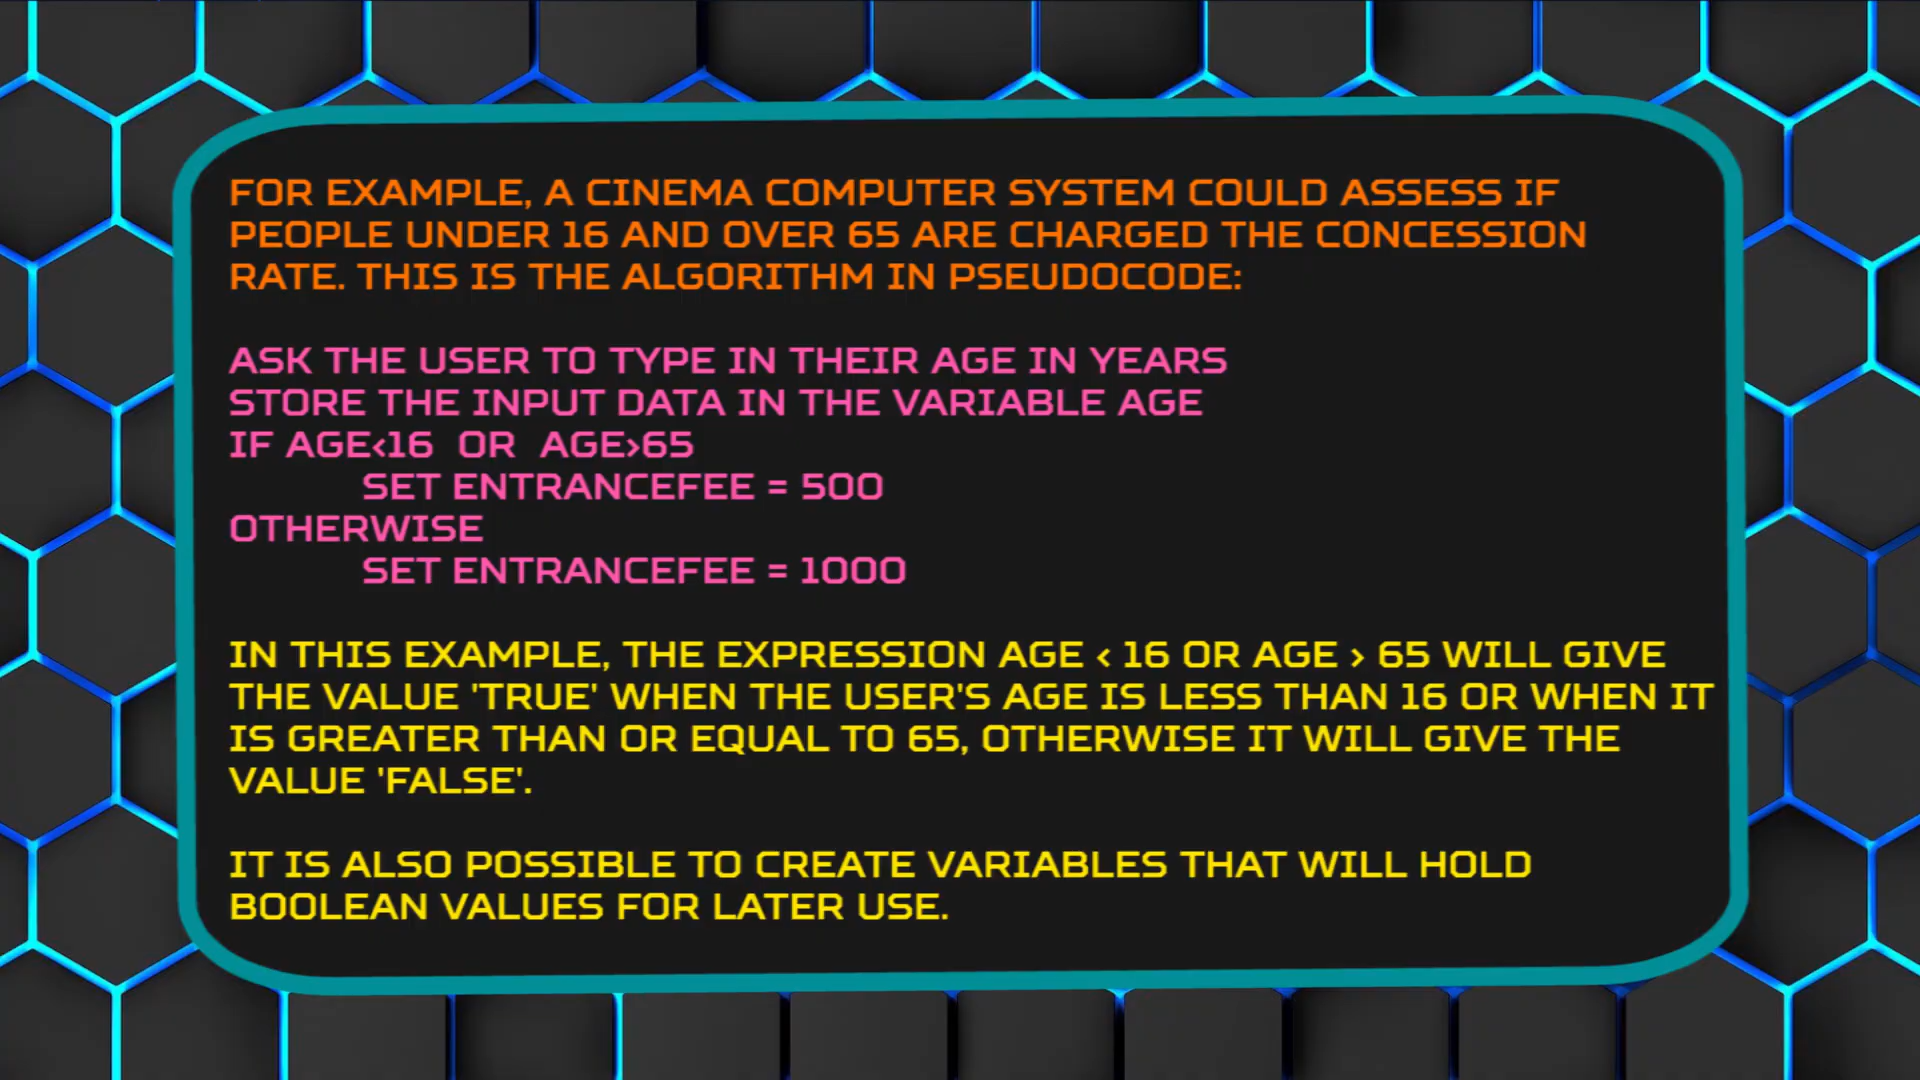 FOR EXAMPLE, A CINEMA COMPUTER SYSTEM COULD ASSESS IF
PEOPLE UNDER 16 AND OVER 65 ARE CHARGED THE CONCESSION
RATE. THIS IS THE ALGORITHM IN PSEUDOCODE:
ASK THE USER TO TYPE IN THEIR AGE IN YEARS
STORE THE INPUT DATA IN THE VARIABLE AGE
IF AGE<16  OR  AGE>65
SET ENTRANCEFEE = 500
OTHERWISE
SET ENTRANCEFEE = 1000
IN THIS EXAMPLE, THE EXPRESSION AGE < 16 OR AGE > 65 WILL GIVE
THE VALUE 'TRUE' WHEN THE USER'S AGE IS LESS THAN 16 OR WHEN IT
IS GREATER THAN OR EQUAL TO 65, OTHERWISE IT WILL GIVE THE
VALUE 'FALSE'.
IT IS ALSO POSSIBLE TO CREATE VARIABLES THAT WILL HOLD
BOOLEAN VALUES FOR LATER USE.